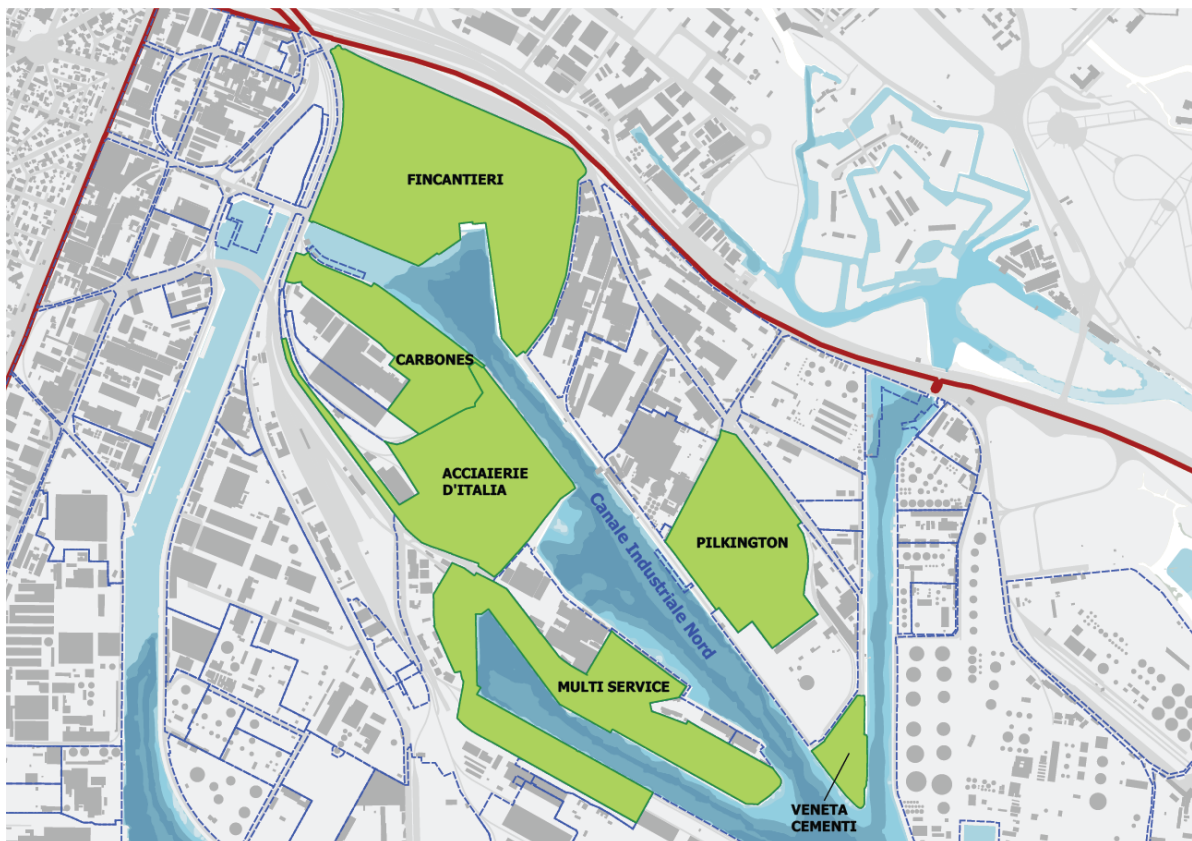 FINCANTIERI
CARBONES
ACCIAIERIE
D'ITALIA
Canale Industriale Nord
PILKINGTON
MULTI SERVICE
VENETA
CEMENTI